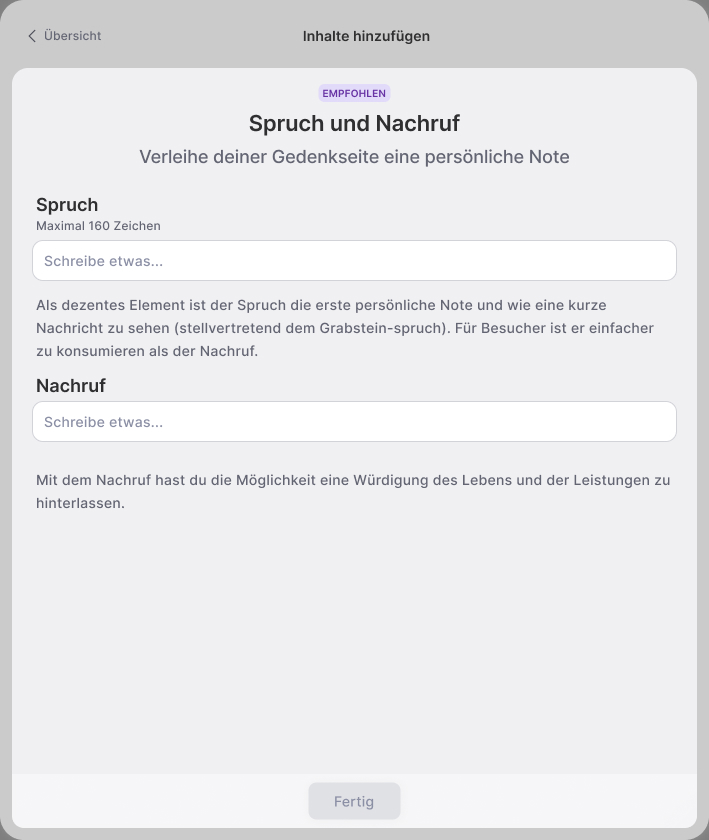 Übersicht
Inhalte hinzufügen
EMPFOHLEN
Spruch und Nachruf
Verleihe deiner Gedenkseite eine persönliche Note
Spruch
Maximal 160 Zeichen
Schreibe etwas...
Als dezentes Element ist der Spruch die erste persönliche Note und wie eine kurze
Nachricht zu sehen (stellvertretend dem Grabstein-spruch). Für Besucher ist er einfacher
zu konsumieren als der Nachruf.
Nachruf
Schreibe etwas...
Mit dem Nachruf hast du die Möglichkeit eine Würdigung des Lebens und der Leistungen zu
hinterlassen.
Fertig